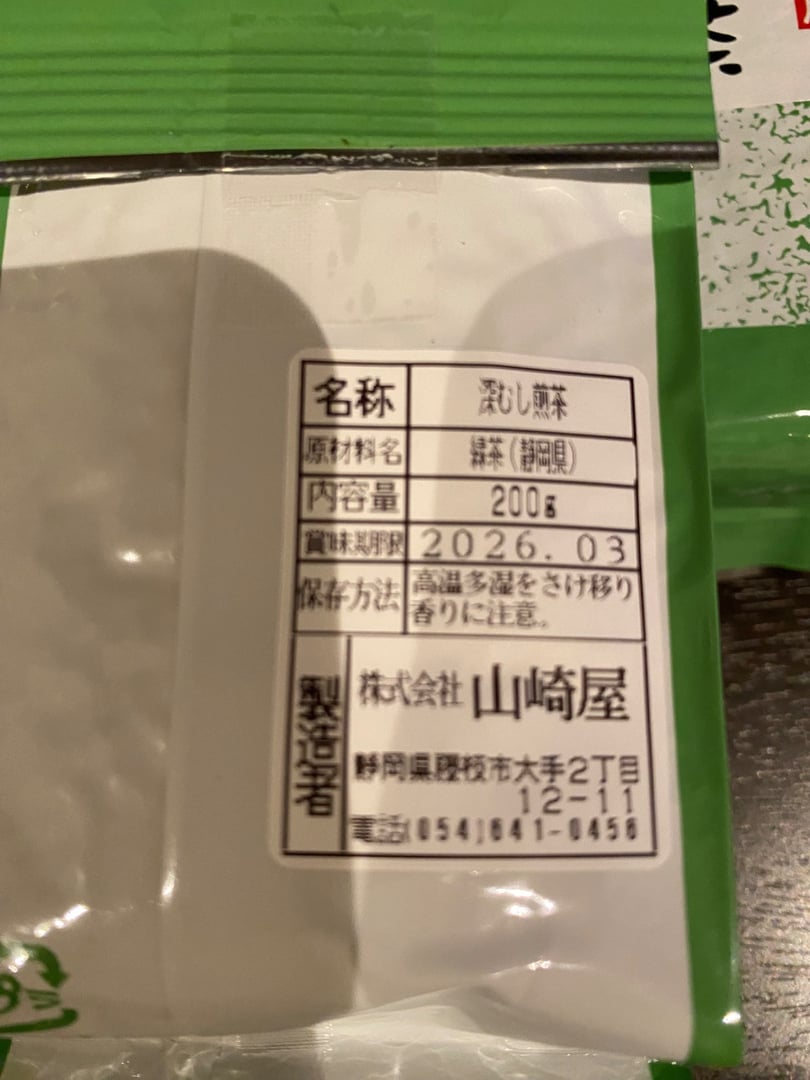 名称 深むし煎茶
原材料名 緑茶(静岡県)
内容量 200g
賞味期限 2026.03
保存方法 高温多湿をさけ移り
香りに注意。
製造者 株式会社 山崎屋
静岡県藤枝市大手2丁目
12-11
電話(054)641-0456